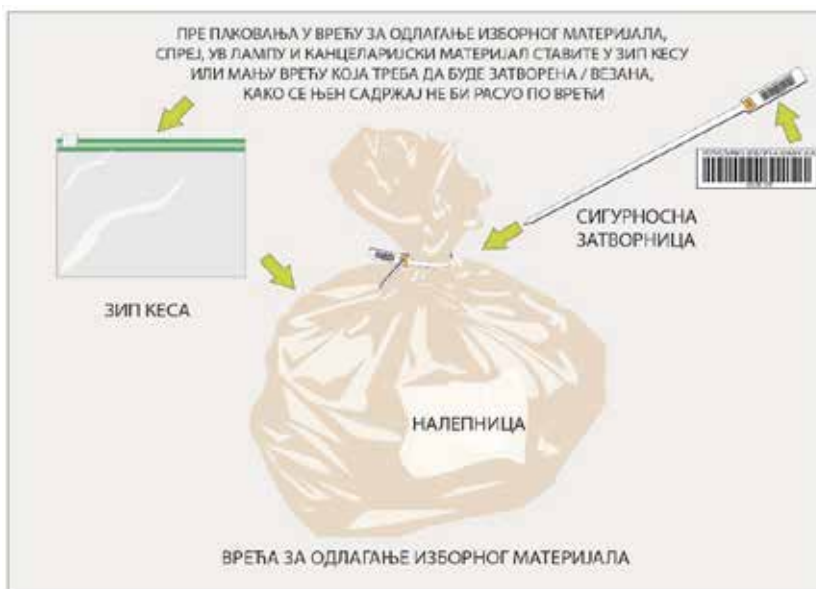 ПРЕ ПАКОВАЊА У ВРЕЋУ ЗА ОДЛАГАЊЕ ИЗБОРНОГ МАТЕРИЈАЛА,
СПРЕЈ, УВ ЛАМПУ И КАНЦЕЛАРИЈСКИ МАТЕРИЈАЛ СТАВИТЕ У ЗИП КЕСУ
ИЛИ МАЊУ ВРЕЋУ КОЈА ТРЕБА ДА БУДЕ ЗАТВОРЕНА / ВЕЗАНА,
КАКО СЕ ЊЕН САДРЖАЈ НЕ БИ РАСУО ПО ВРЕЋИ
СИГУРНОСНА
ЗАТВОРНИЦА
ЗИП КЕСА
НАЛЕПНИЦА
ВРЕЋА ЗА ОДЛАГАЊЕ ИЗБОРНОГ МАТЕРИЈАЛА